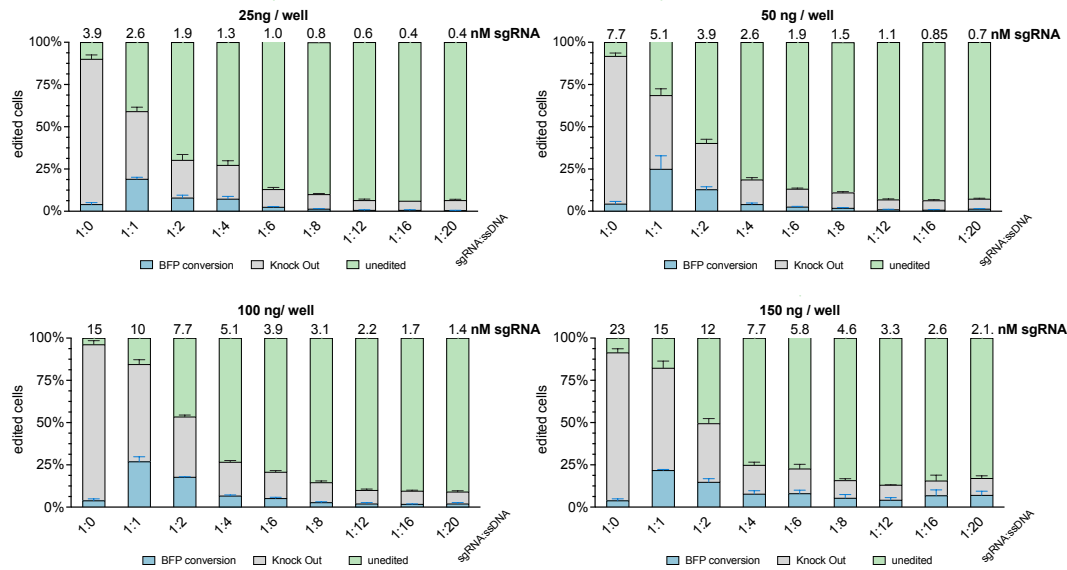 25ng / well
3.9 2.6 1.9 1.3 1.0 0.8 0.6 0.4 0.4 nM sgRNA
100%
75%
50%
25%
0%
edited cells
1:0 1:1 1:2 1:4 1:6 1:8 1:12 1:16 1:20 sgRNA:ssDNA
BFP conversion Knock Out unedited
50 ng / well
7.7 5.1 3.9 2.6 1.9 1.5 1.1 0.85 0.7 nM sgRNA
100%
75%
50%
25%
0%
edited cells
1:0 1:1 1:2 1:4 1:6 1:8 1:12 1:16 1:20 sgRNA:ssDNA
BFP conversion Knock Out unedited
100 ng/ well
15 10 7.7 5.1 3.9 3.1 2.2 1.7 1.4 nM sgRNA
100%
75%
50%
25%
0%
edited cells
1:0 1:1 1:2 1:4 1:6 1:8 1:12 1:16 1:20 sgRNA:ssDNA
BFP conversion Knock Out unedited
150 ng/ well
23 15 12 7.7 5.8 4.6 3.3 2.6 2.1. nM sgRNA
100%
75%
50%
25%
0%
edited cells
1:0 1:1 1:2 1:4 1:6 1:8 1:12 1:16 1:20 sgRNA:ssDNA
BFP conversion Knock Out unedited